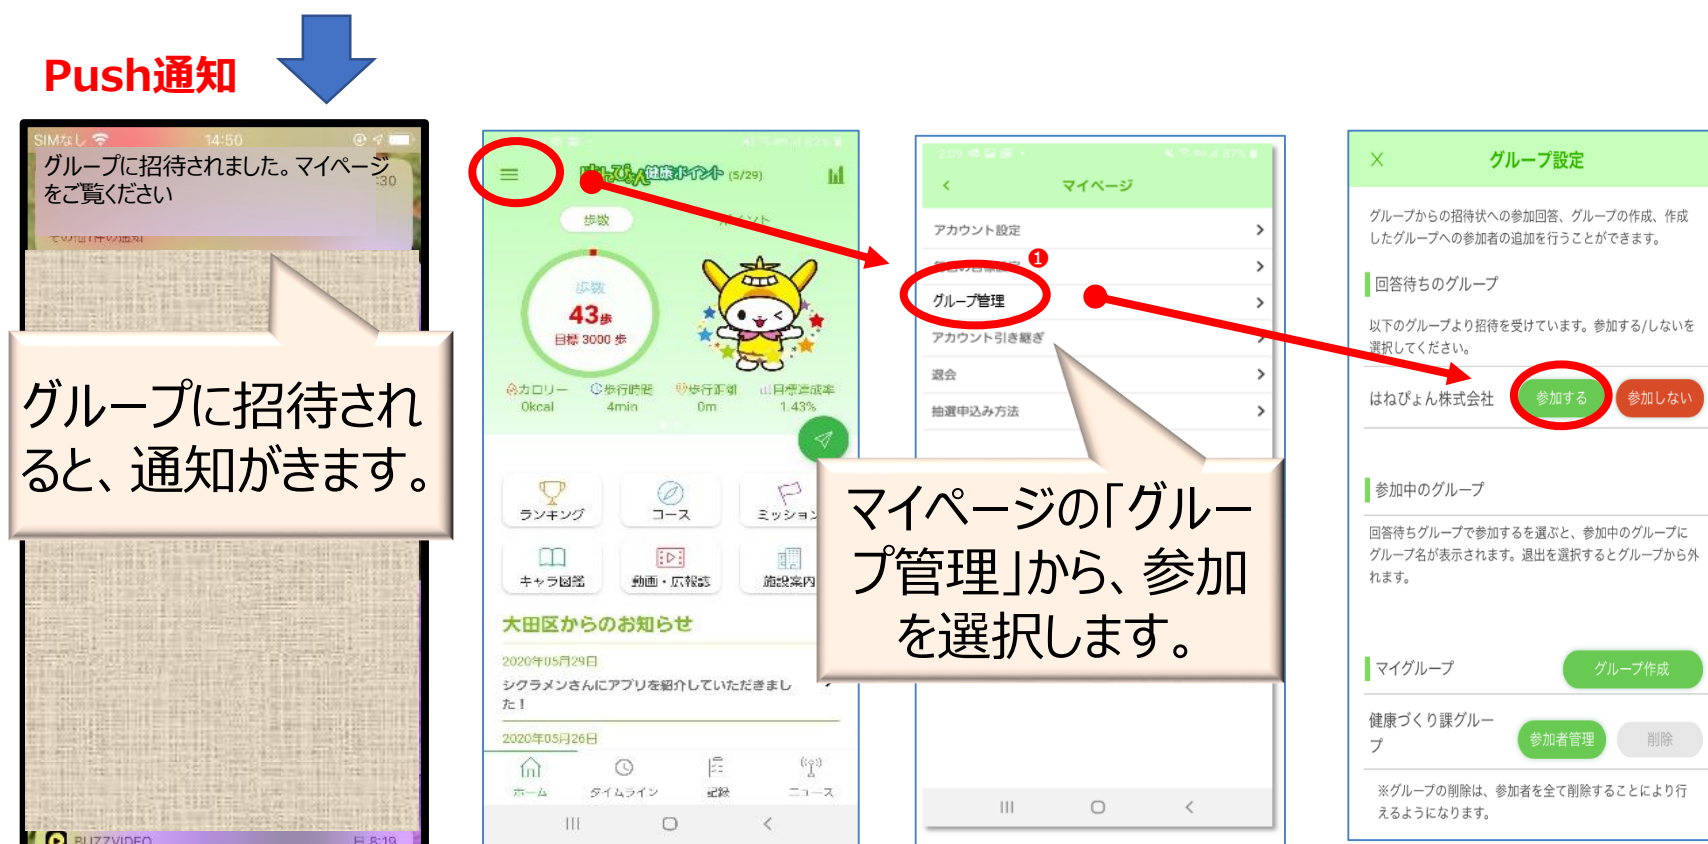 Push通知
SIMなし
14:50
グループに招待されました。マイページ
をご覧ください
:30
その他1件の通知
グループに招待され
ると、通知がきます。
BUZZVIDEO
8:19
はねぴょん健康ポイント (5/29)
歩数
ポイント
歩数
43歩
目標 3000 歩
カロリー
歩行時間
歩行距離
目標達成率
0kcal
4min
0m
1.43%
ランキング
コース
ミッション
キャラ図鑑
動画・広報誌
施設案内
大田区からのお知らせ
2020年05月29日
シクラメンさんにアプリを紹介していただきまし
た！
2020年05月26日
ホーム
タイムライン
記録
ニュース
2:09
87%
マイページ
アカウント設定
1
グループ管理
アカウント引き継ぎ
退会
抽選申込み方法
マイページの「グルー
プ管理」から、参加
を選択します。
グループ設定
グループからの招待状への参加回答、グループの作成、作成
したグループへの参加者の追加を行うことができます。
回答待ちのグループ
以下のグループより招待を受けています。参加する/しないを
選択してください。
はねぴょん株式会社
参加する
参加しない
参加中のグループ
回答待ちグループで参加するを選ぶと、参加中のグループに
グループ名が表示されます。退出を選択するとグループから外
れます。
マイグループ
グループ作成
健康づくり課グルー
プ
参加者管理
削除
※グループの削除は、参加者を全て削除することにより行
えるようになります。